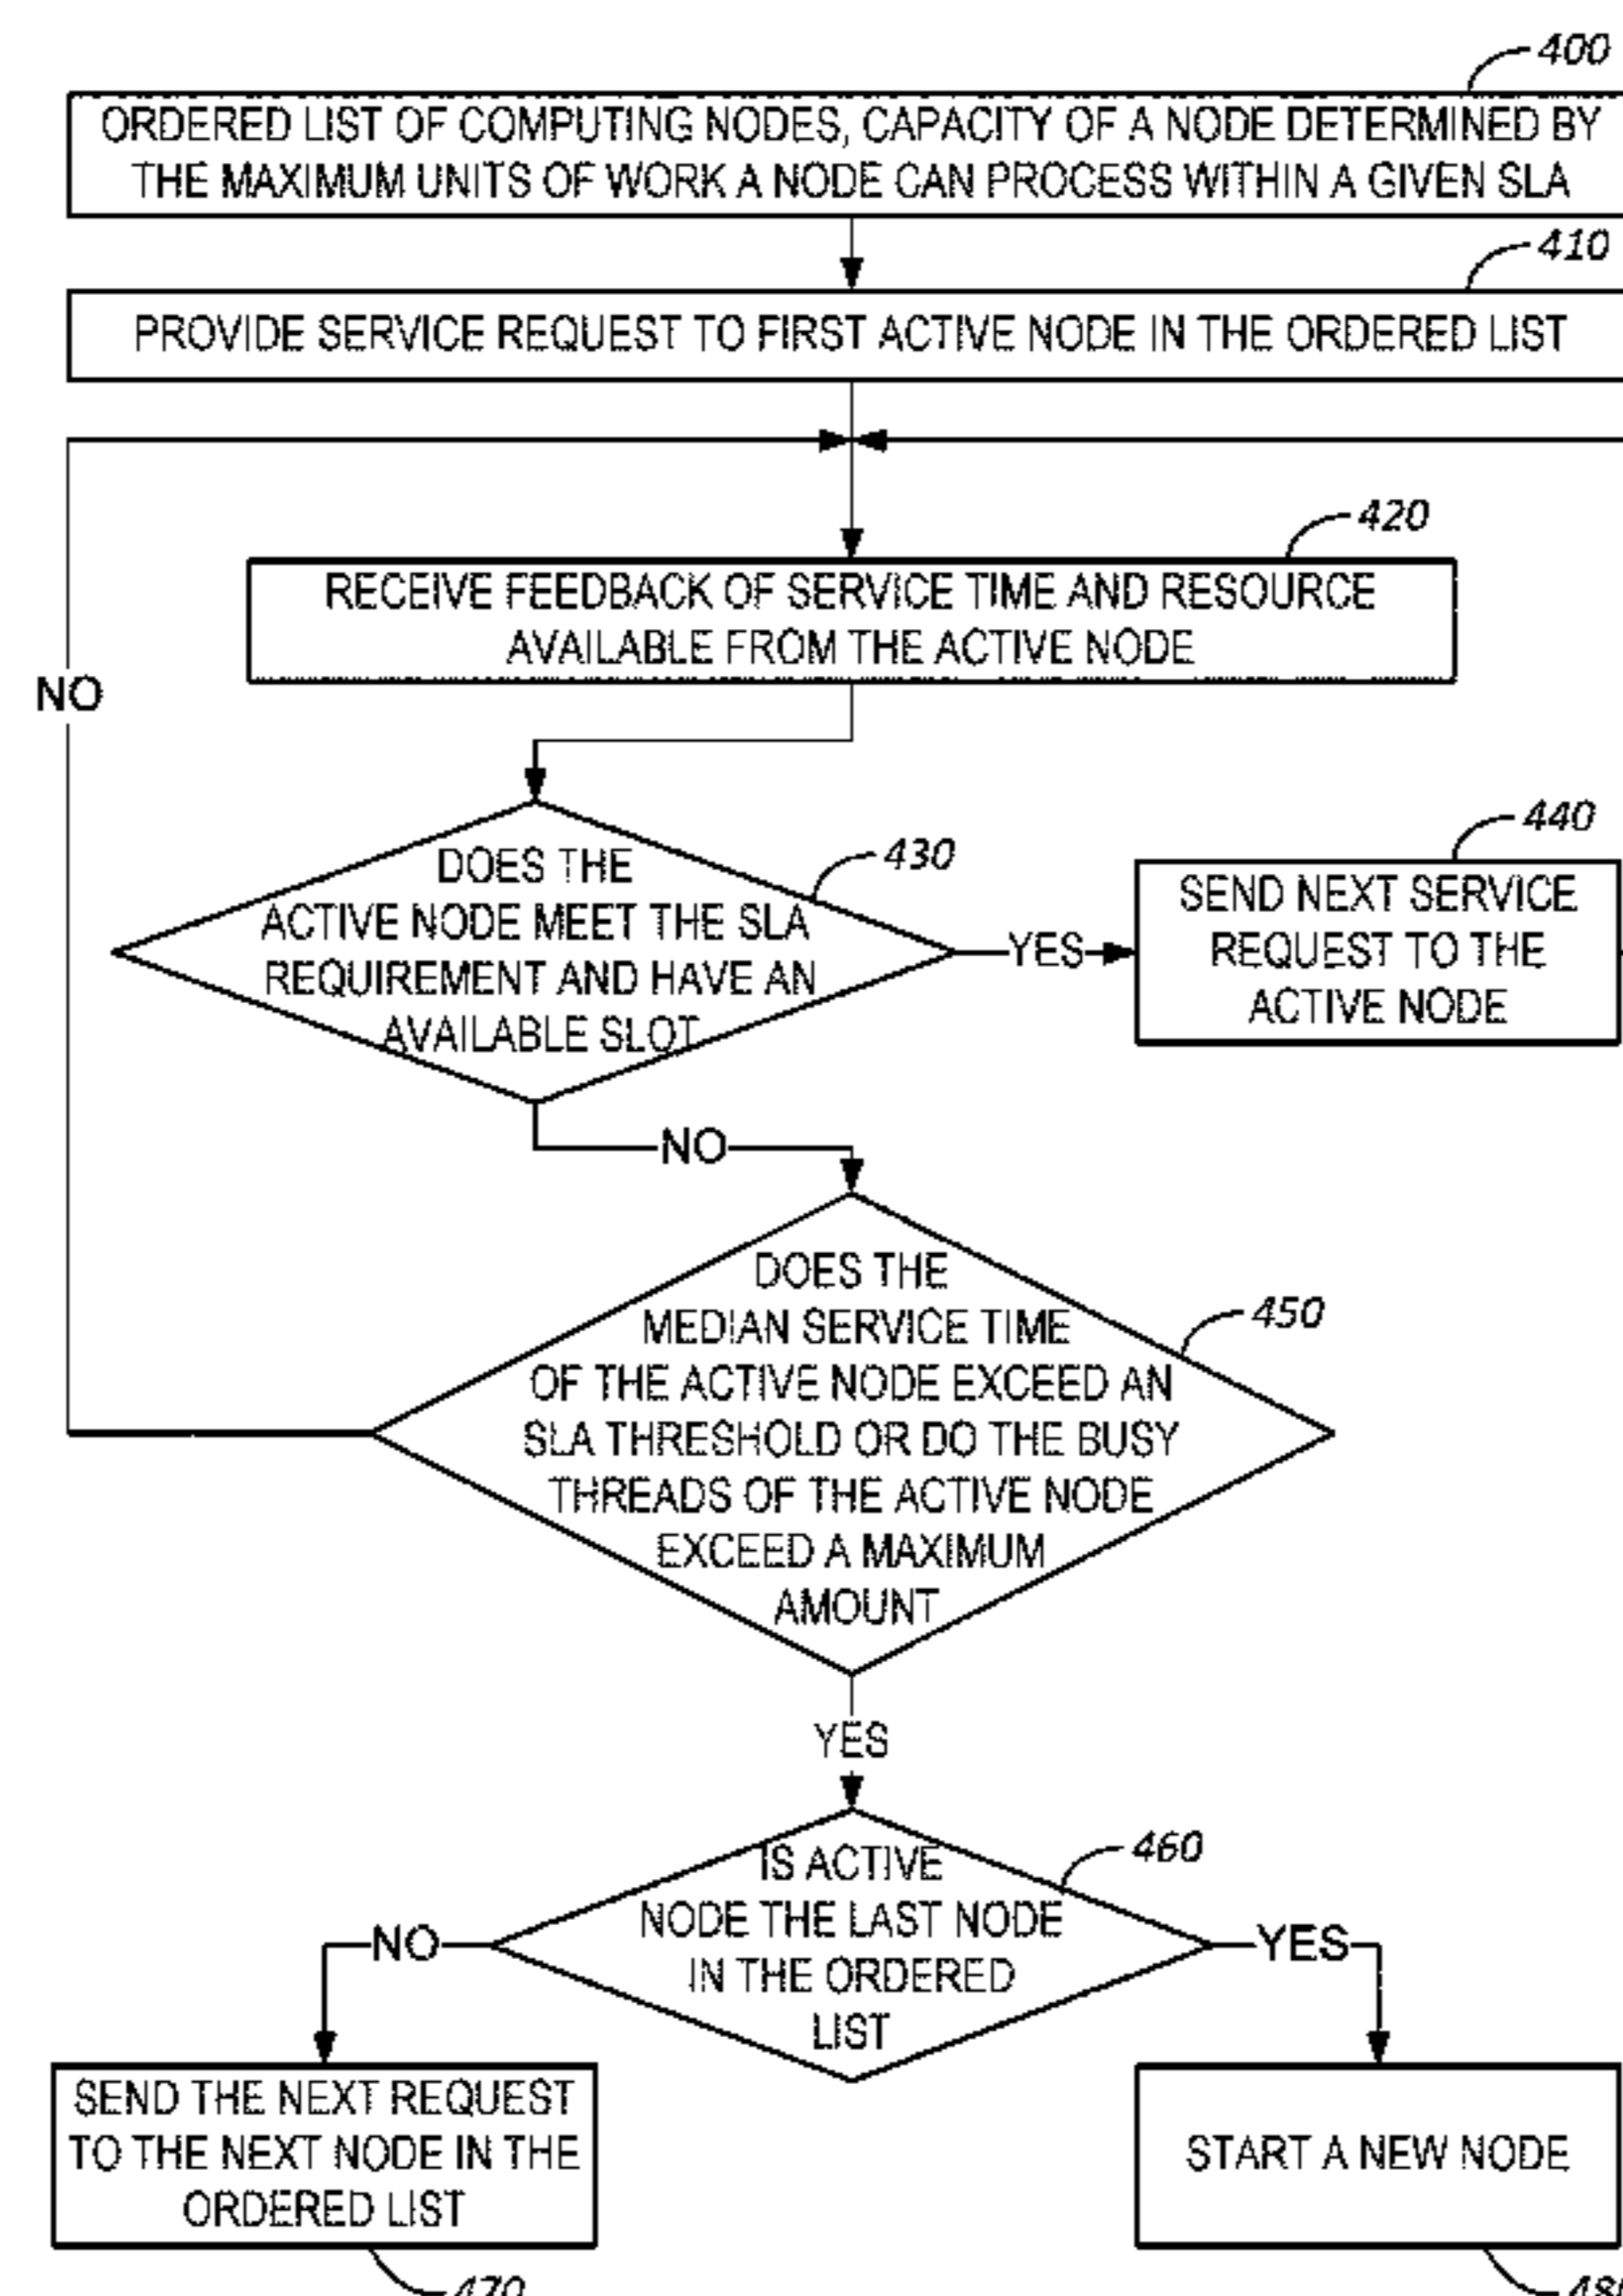 400
ORDERED LIST OF COMPUTING NODES, CAPACITY OF A NODE DETERMINED BY
THE MAXIMUM UNITS OF WORK A NODE CAN PROCESS WITHIN A GIVEN SLA
410
PROVIDE SERVICE REQUEST TO FIRST ACTIVE NODE IN THE ORDERED LIST
420
RECEIVE FEEDBACK OF SERVICE TIME AND RESOURCE
AVAILABLE FROM THE ACTIVE NODE
NO
430
DOES THE
ACTIVE NODE MEET THE SLA
REQUIREMENT AND HAVE AN
AVAILABLE SLOT
YES
440
SEND NEXT SERVICE
REQUEST TO THE
ACTIVE NODE
NO
450
DOES THE
MEDIAN SERVICE TIME
OF THE ACTIVE NODE EXCEED AN
SLA THRESHOLD OR DO THE BUSY
THREADS OF THE ACTIVE NODE
EXCEED A MAXIMUM
AMOUNT
YES
460
IS ACTIVE
NODE THE LAST NODE
IN THE ORDERED
LIST
NO
YES
SEND THE NEXT REQUEST
TO THE NEXT NODE IN THE
ORDERED LIST
START A NEW NODE
470